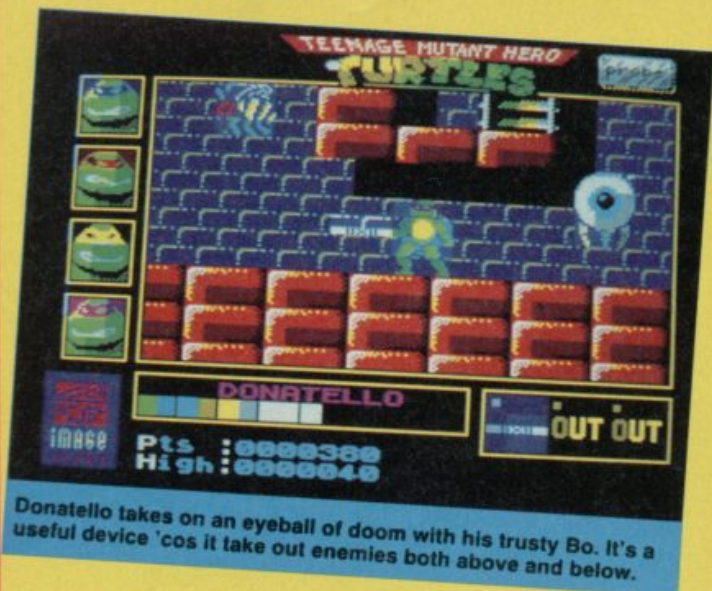 TEENAGE MUTANT HERO
TURTLES
probe
DONATELLO
image
OUT OUT
Pts :0000380
High:0000040
Donatello takes on an eyeball of doom with his trusty Bo. It's a
useful device 'cos it take out enemies both above and below.